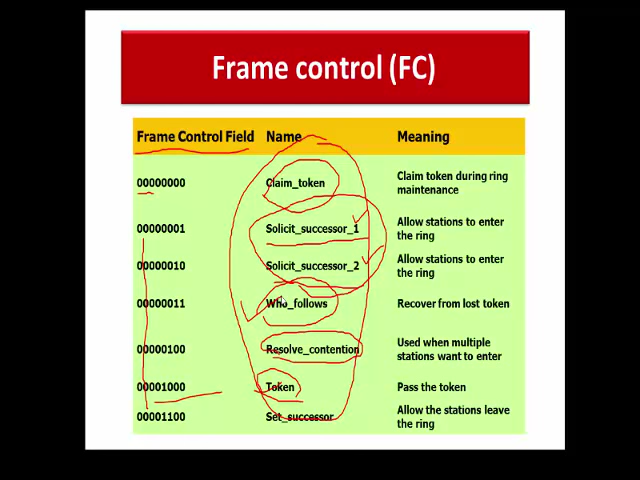 Frame control (FC)
Frame Control Field Name Meaning
00000000 Claim_token Claim token during ring
maintenance
00000001 Solicit_successor_1 Allow stations to enter
the ring
00000010 Solicit_successor_2 Allow stations to enter
the ring
00000011 Who_follows Recover from lost token
00000100 Resolve_contention Used when multiple
stations want to enter
00001000 Token Pass the token
00001100 Set_successor Allow the stations leave
the ring